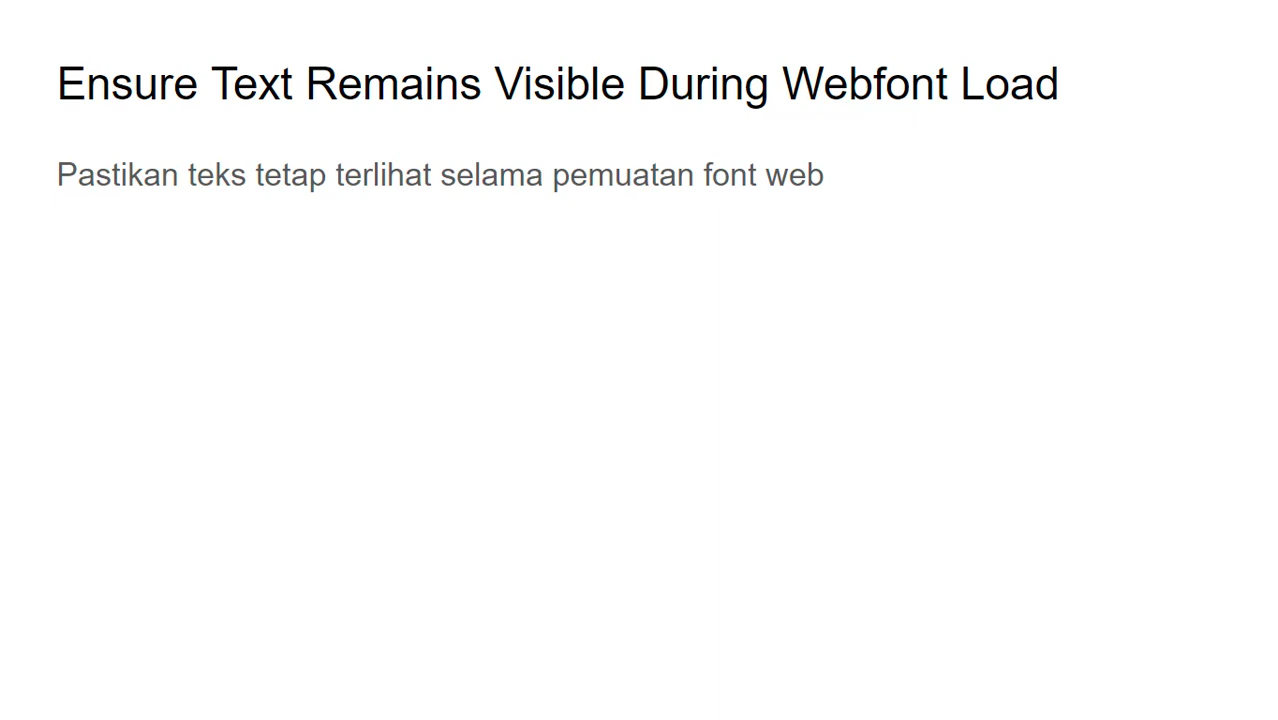 Ensure Text Remains Visible During Webfont Load
Pastikan teks tetap terlihat selama pemuatan font web